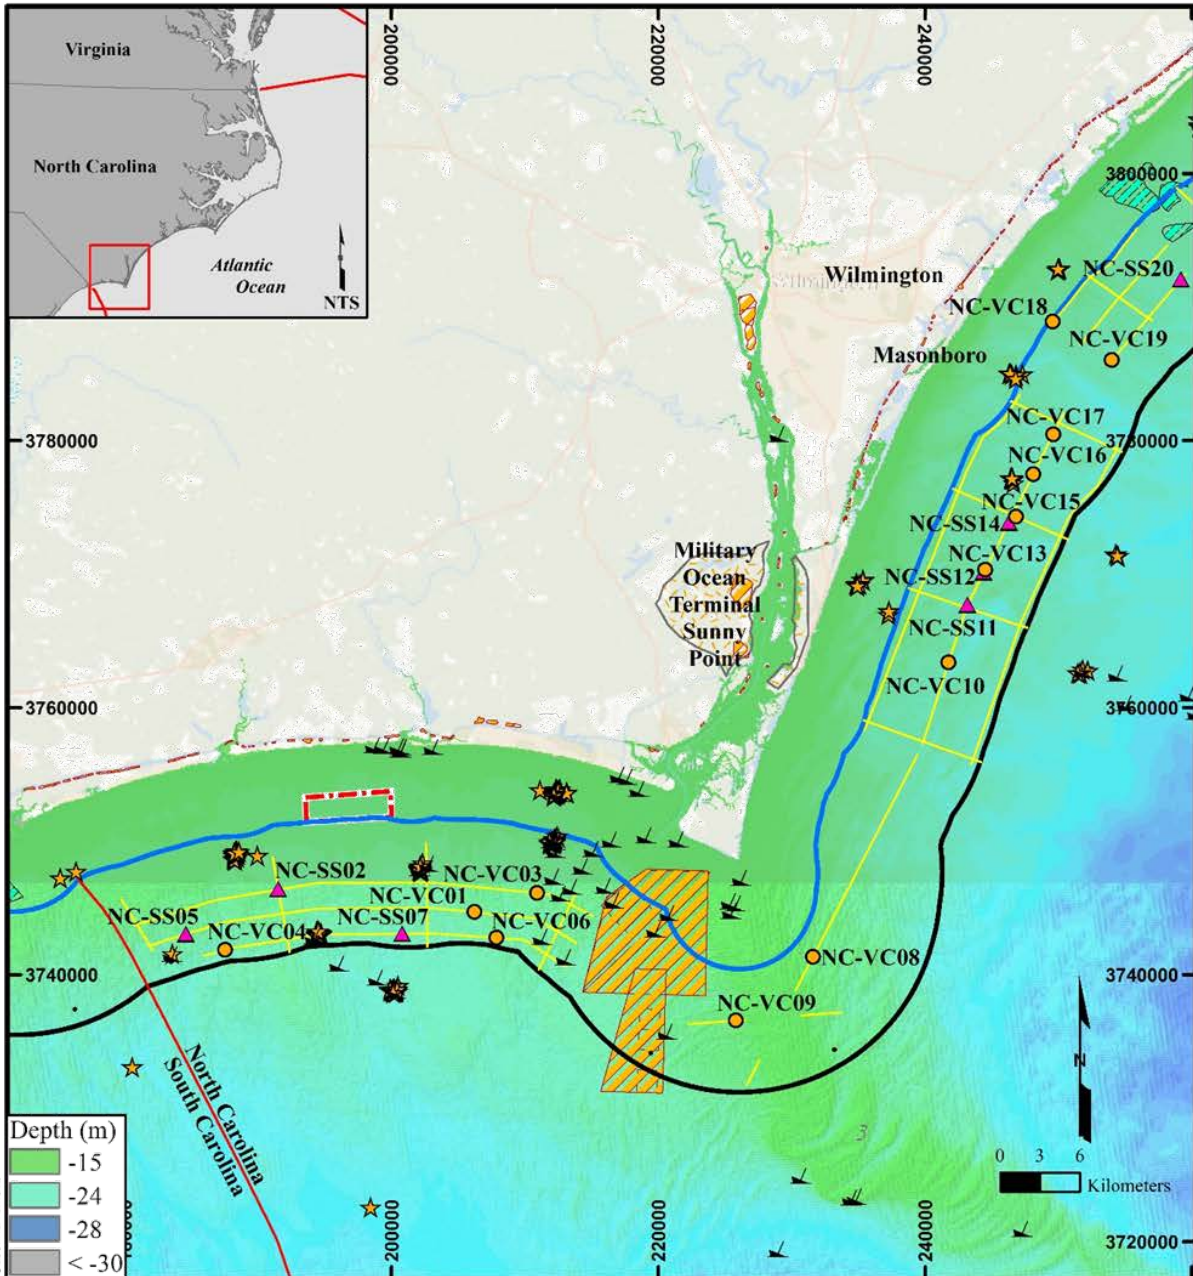 Virginia
North Carolina
Atlantic
Ocean
NTS
200000
220000
240000
3800000
Wilmington
NC-SS20
NC-VC18
NC-VC19
Masonboro
3780000
NC-VC17
NC-VC16
NC-VC15
NC-SS14
NC-VC13
NC-SS12
NC-SS11
NC-VC10
Military
Ocean
Terminal
Sunny
Point
3760000
NC-SS02
NC-VC03
NC-VC01
NC-SS05
NC-SS07
NC-VC06
NC-VC04
3740000
3740000
NC-VC08
NC-VC09
North Carolina
South Carolina
3
N
0 3 6
Kilometers
Depth (m)
-15
-24
-28
< -30
200000
220000
240000
3720000